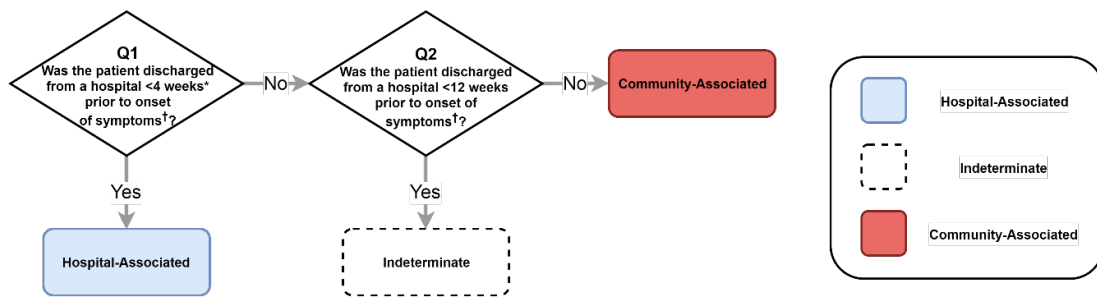 Q1
Was the patient discharged
from a hospital <4 weeks*
prior to onset
of symptoms†?
No
Q2
Was the patient discharged
from a hospital <12 weeks
prior to onset of
symptoms†?
No
Community-Associated
Yes
Yes
Hospital-Associated
Indeterminate
Hospital-Associated
Indeterminate
Community-Associated